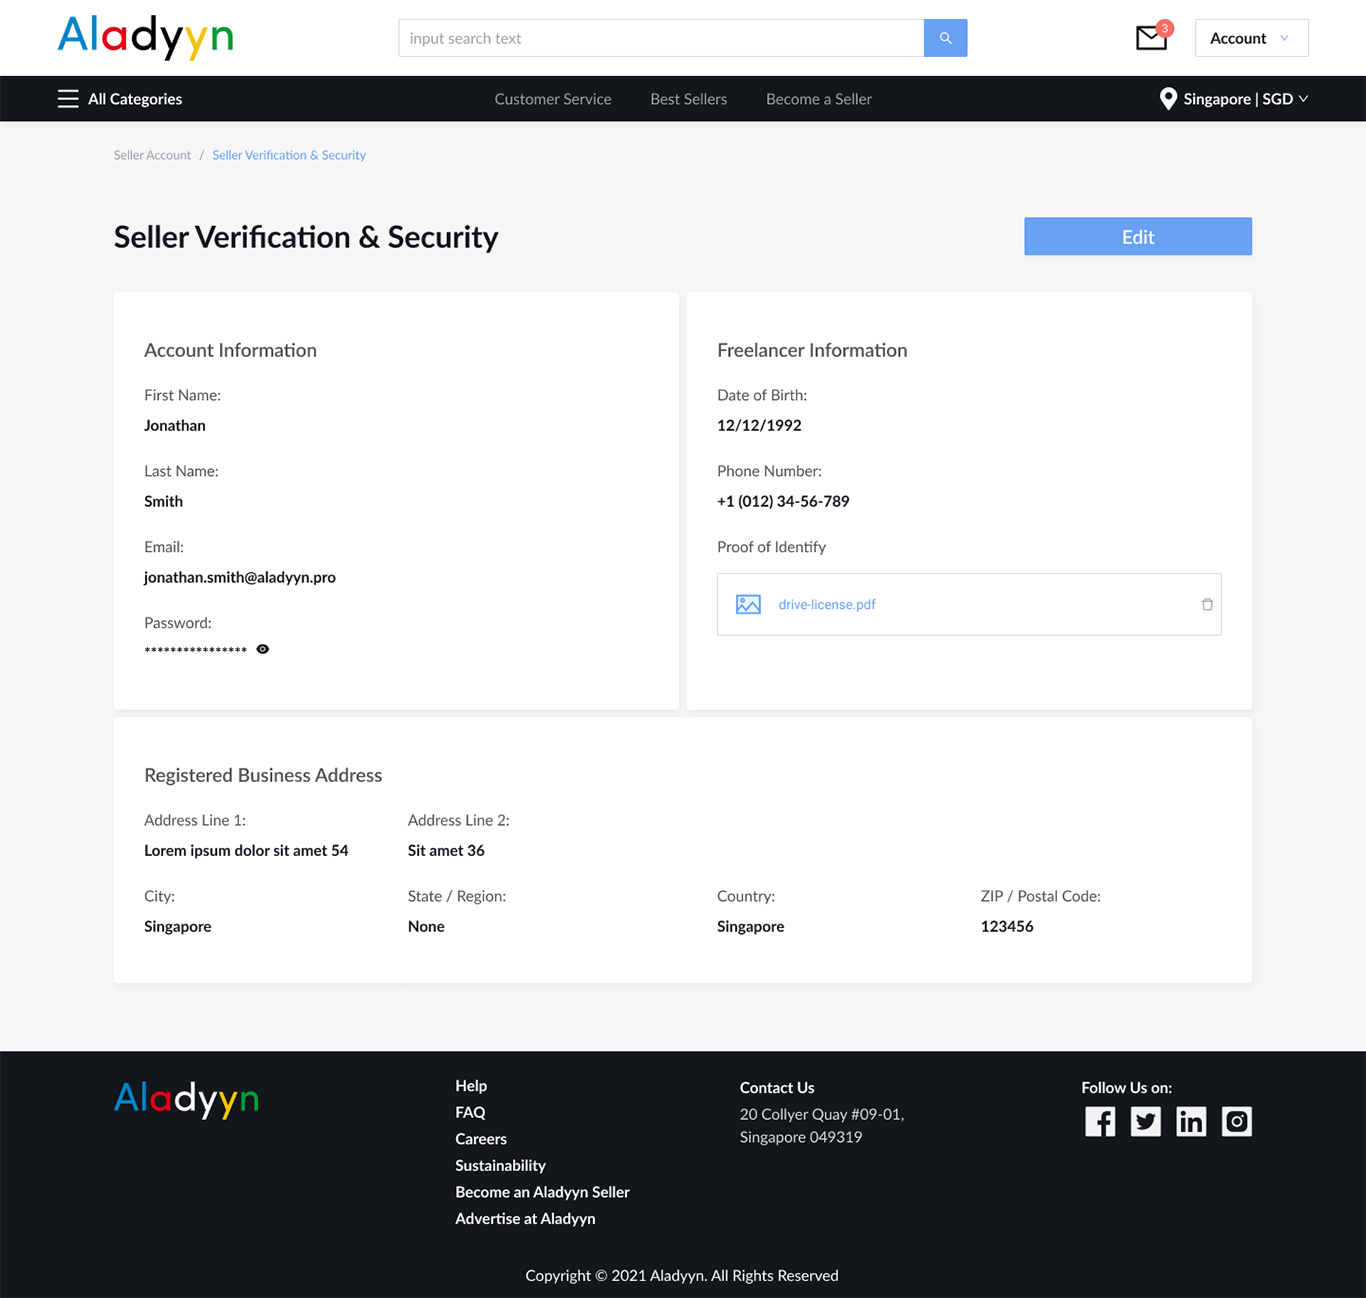 Aladyyn
input search text
3
Account
All Categories
Customer Service
Best Sellers
Become a Seller
Singapore | SGD
Seller Account / Seller Verification & Security
Seller Verification & Security
Edit
Account Information
First Name:
Jonathan
Last Name:
Smith
Email:
jonathan.smith@aladyyn.pro
Password:
****************
Freelancer Information
Date of Birth:
12/12/1992
Phone Number:
+1 (012) 34-56-789
Proof of Identify
drive-license.pdf
Registered Business Address
Address Line 1:
Lorem ipsum dolor sit amet 54
Address Line 2:
Sit amet 36
City:
Singapore
State / Region:
None
Country:
Singapore
ZIP / Postal Code:
123456
Aladyyn
Help
FAQ
Careers
Sustainability
Become an Aladyyn Seller
Advertise at Aladyyn
Contact Us
20 Collyer Quay #09-01,
Singapore 049319
Follow Us on:
Copyright © 2021 Aladyyn. All Rights Reserved